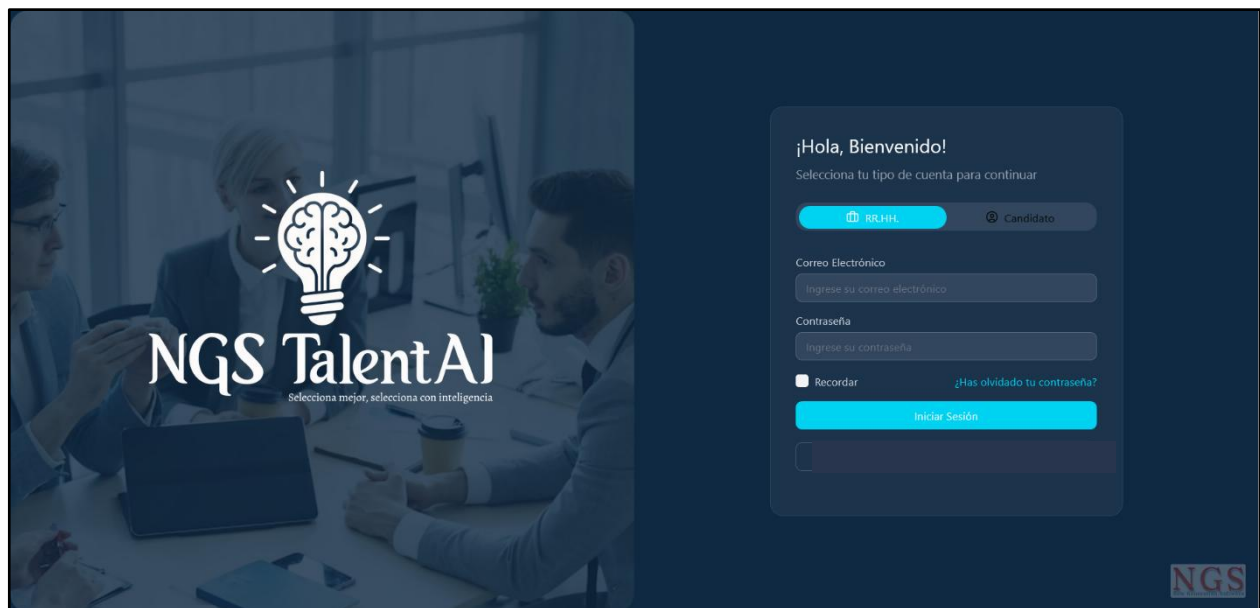 NGS TalentAI
Selecciona mejor, selecciona con inteligencia
¡Hola, Bienvenido!
Selecciona tu tipo de cuenta para continuar
RR.HH.
Candidato
Correo Electrónico
Ingrese su correo electrónico
Contraseña
Ingrese su contraseña
Recordar
¿Has olvidado tu contraseña?
Iniciar Sesión
NGS